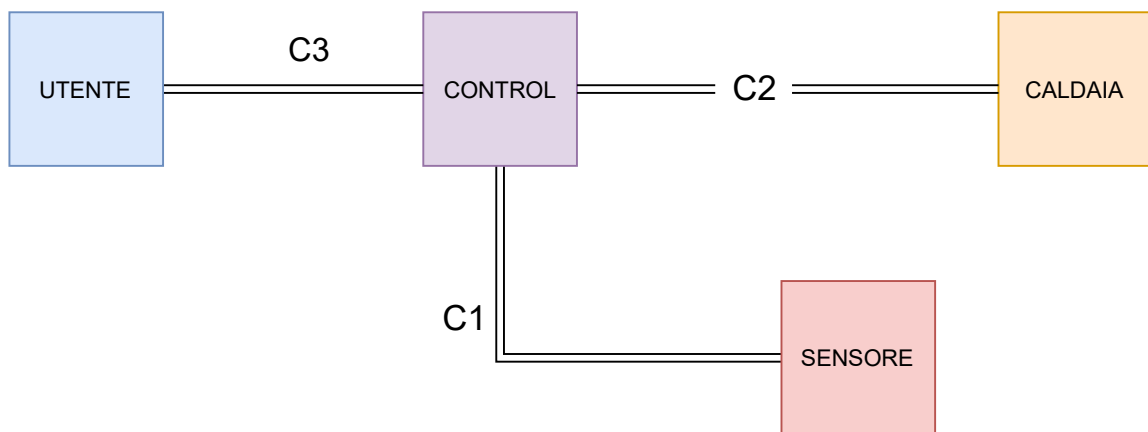 C3
UTENTE
CONTROL
C2
CALDAIA
C1
SENSORE